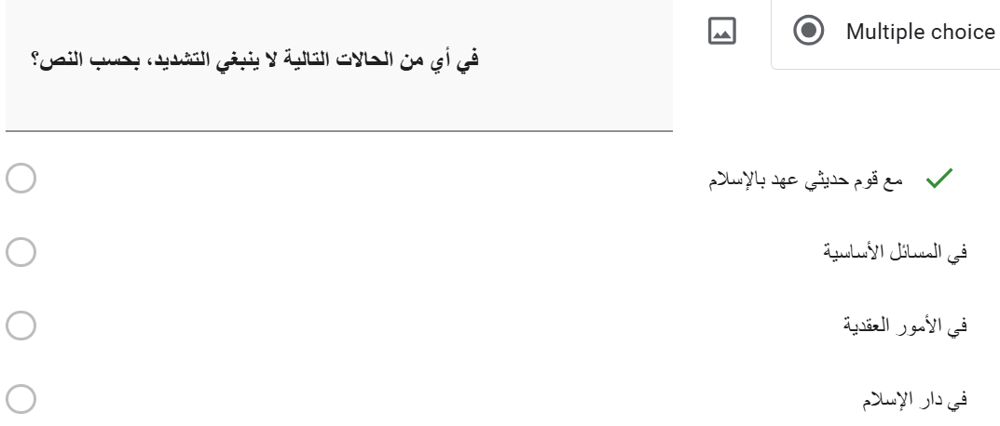 Multiple choice
في أي من الحالات التالية لا ينبغي التشديد، بحسب النص؟
مع قوم حديثي عهد بالإسلام
في المسائل الأساسية
في الأمور العقدية
في دار الإسلام